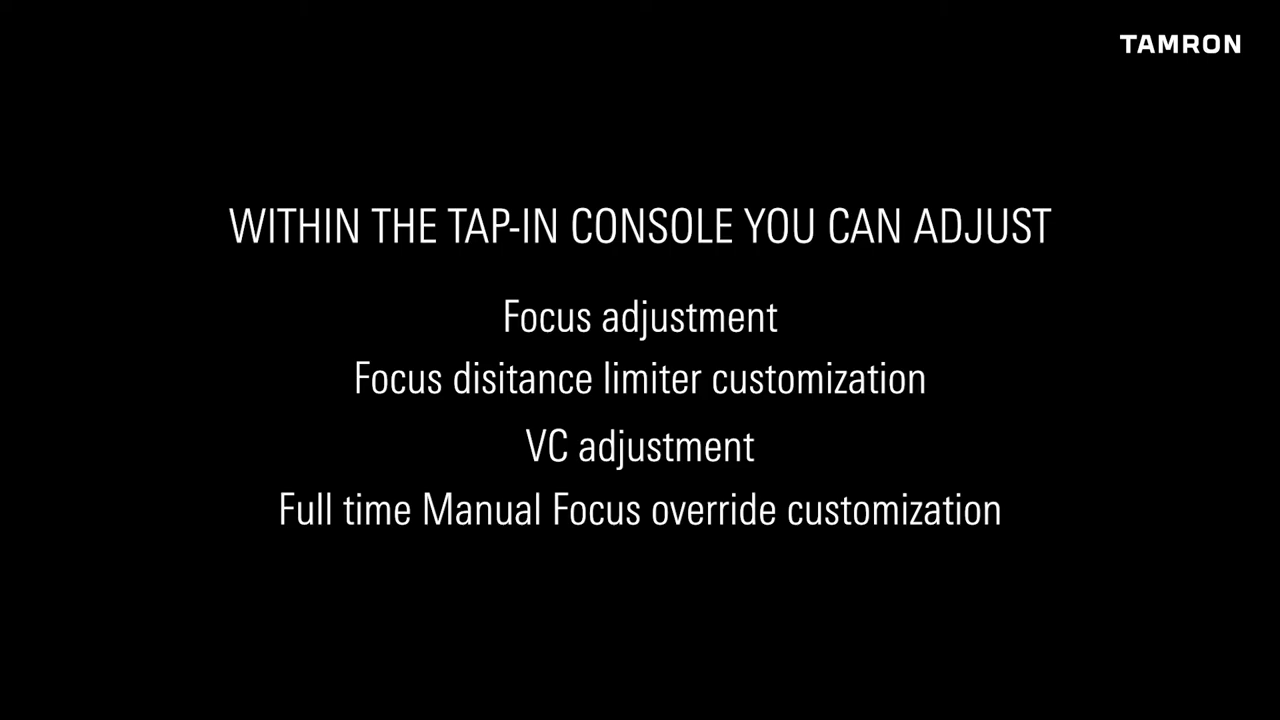 TAMRON
WITHIN THE TAP-IN CONSOLE YOU CAN ADJUST
Focus adjustment
Focus disitance limiter customization
VC adjustment
Full time Manual Focus override customization